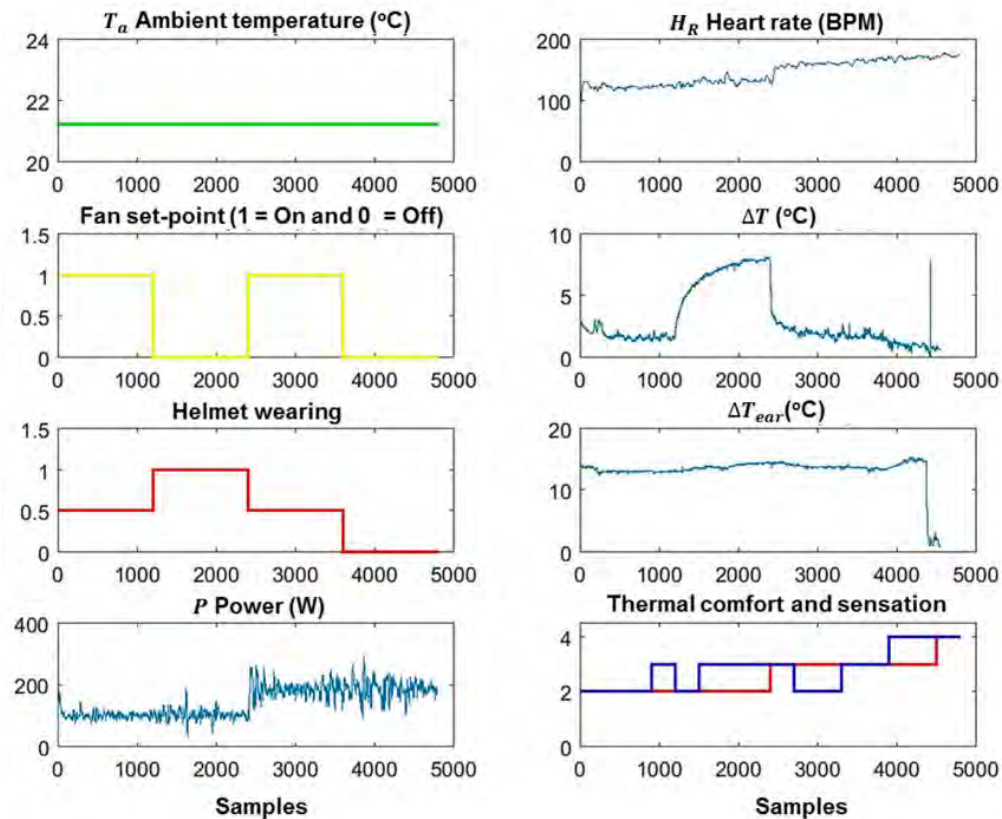 T_a Ambient temperature (°C)
24
22
20
0 1000 2000 3000 4000 5000
H_R Heart rate (BPM)
200
100
0
0 1000 2000 3000 4000 5000
Fan set-point (1 = On and 0 = Off)
1.5
1
0.5
0
0 1000 2000 3000 4000 5000
ΔT (°C)
10
5
0
0 1000 2000 3000 4000 5000
Helmet wearing
1.5
1
0.5
0
0 1000 2000 3000 4000 5000
ΔT_ear(°C)
20
10
0
0 1000 2000 3000 4000 5000
P Power (W)
400
200
0
0 1000 2000 3000 4000 5000
Samples
Thermal comfort and sensation
4
2
0
0 1000 2000 3000 4000 5000
Samples